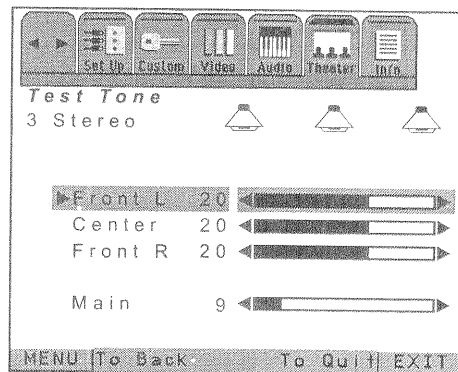 Set Up Custom Video Audio Theater Info
Test Tone
3 Stereo
Front L 20
Center 20
Front R 20
Main 9
MENU To Back To Quit EXIT